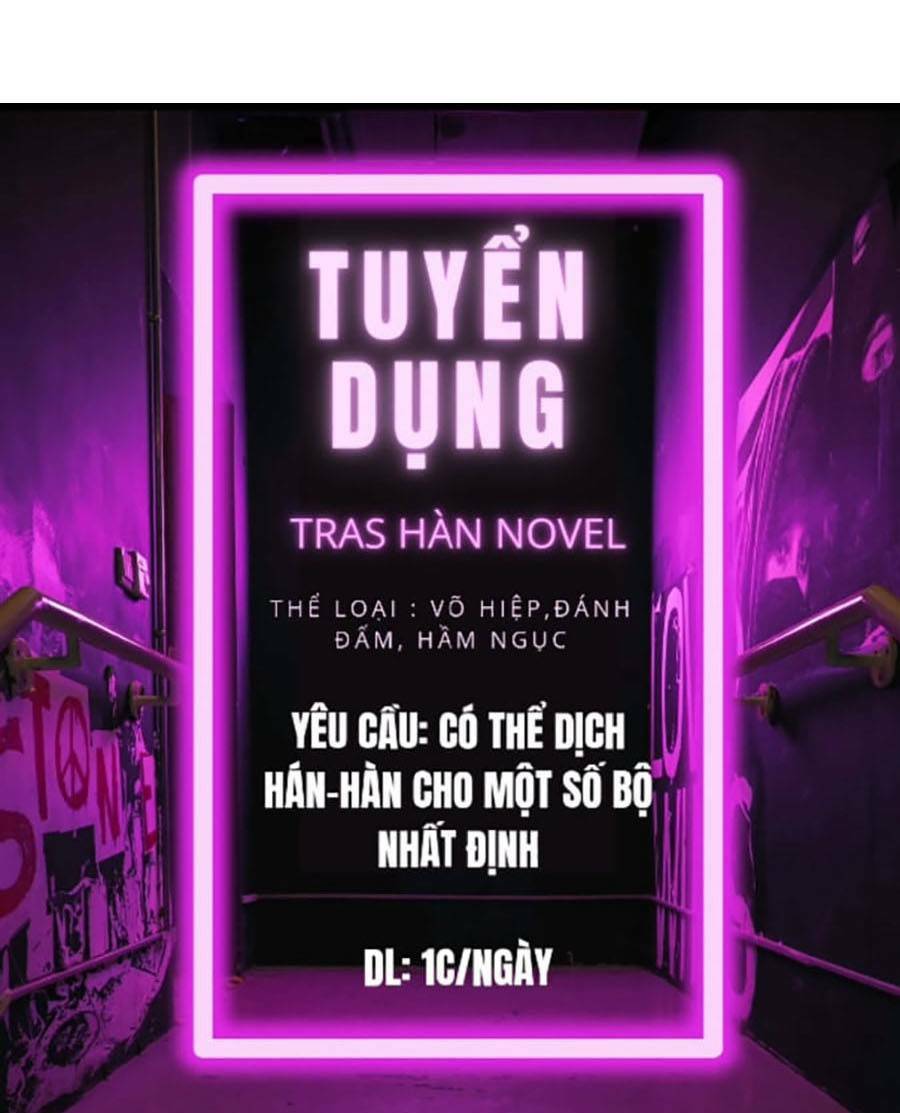 TUYỂN
DỤNG
TRAS HÀN NOVEL
THỂ LOẠI : VÕ HIỆP,ĐÁNH
ĐẤM, HẦM NGỤC
YÊU CẦU: CÓ THỂ DỊCH
HÁN-HÀN CHO MỘT SỐ BỘ
NHẤT ĐỊNH
DL: 1C/NGÀY